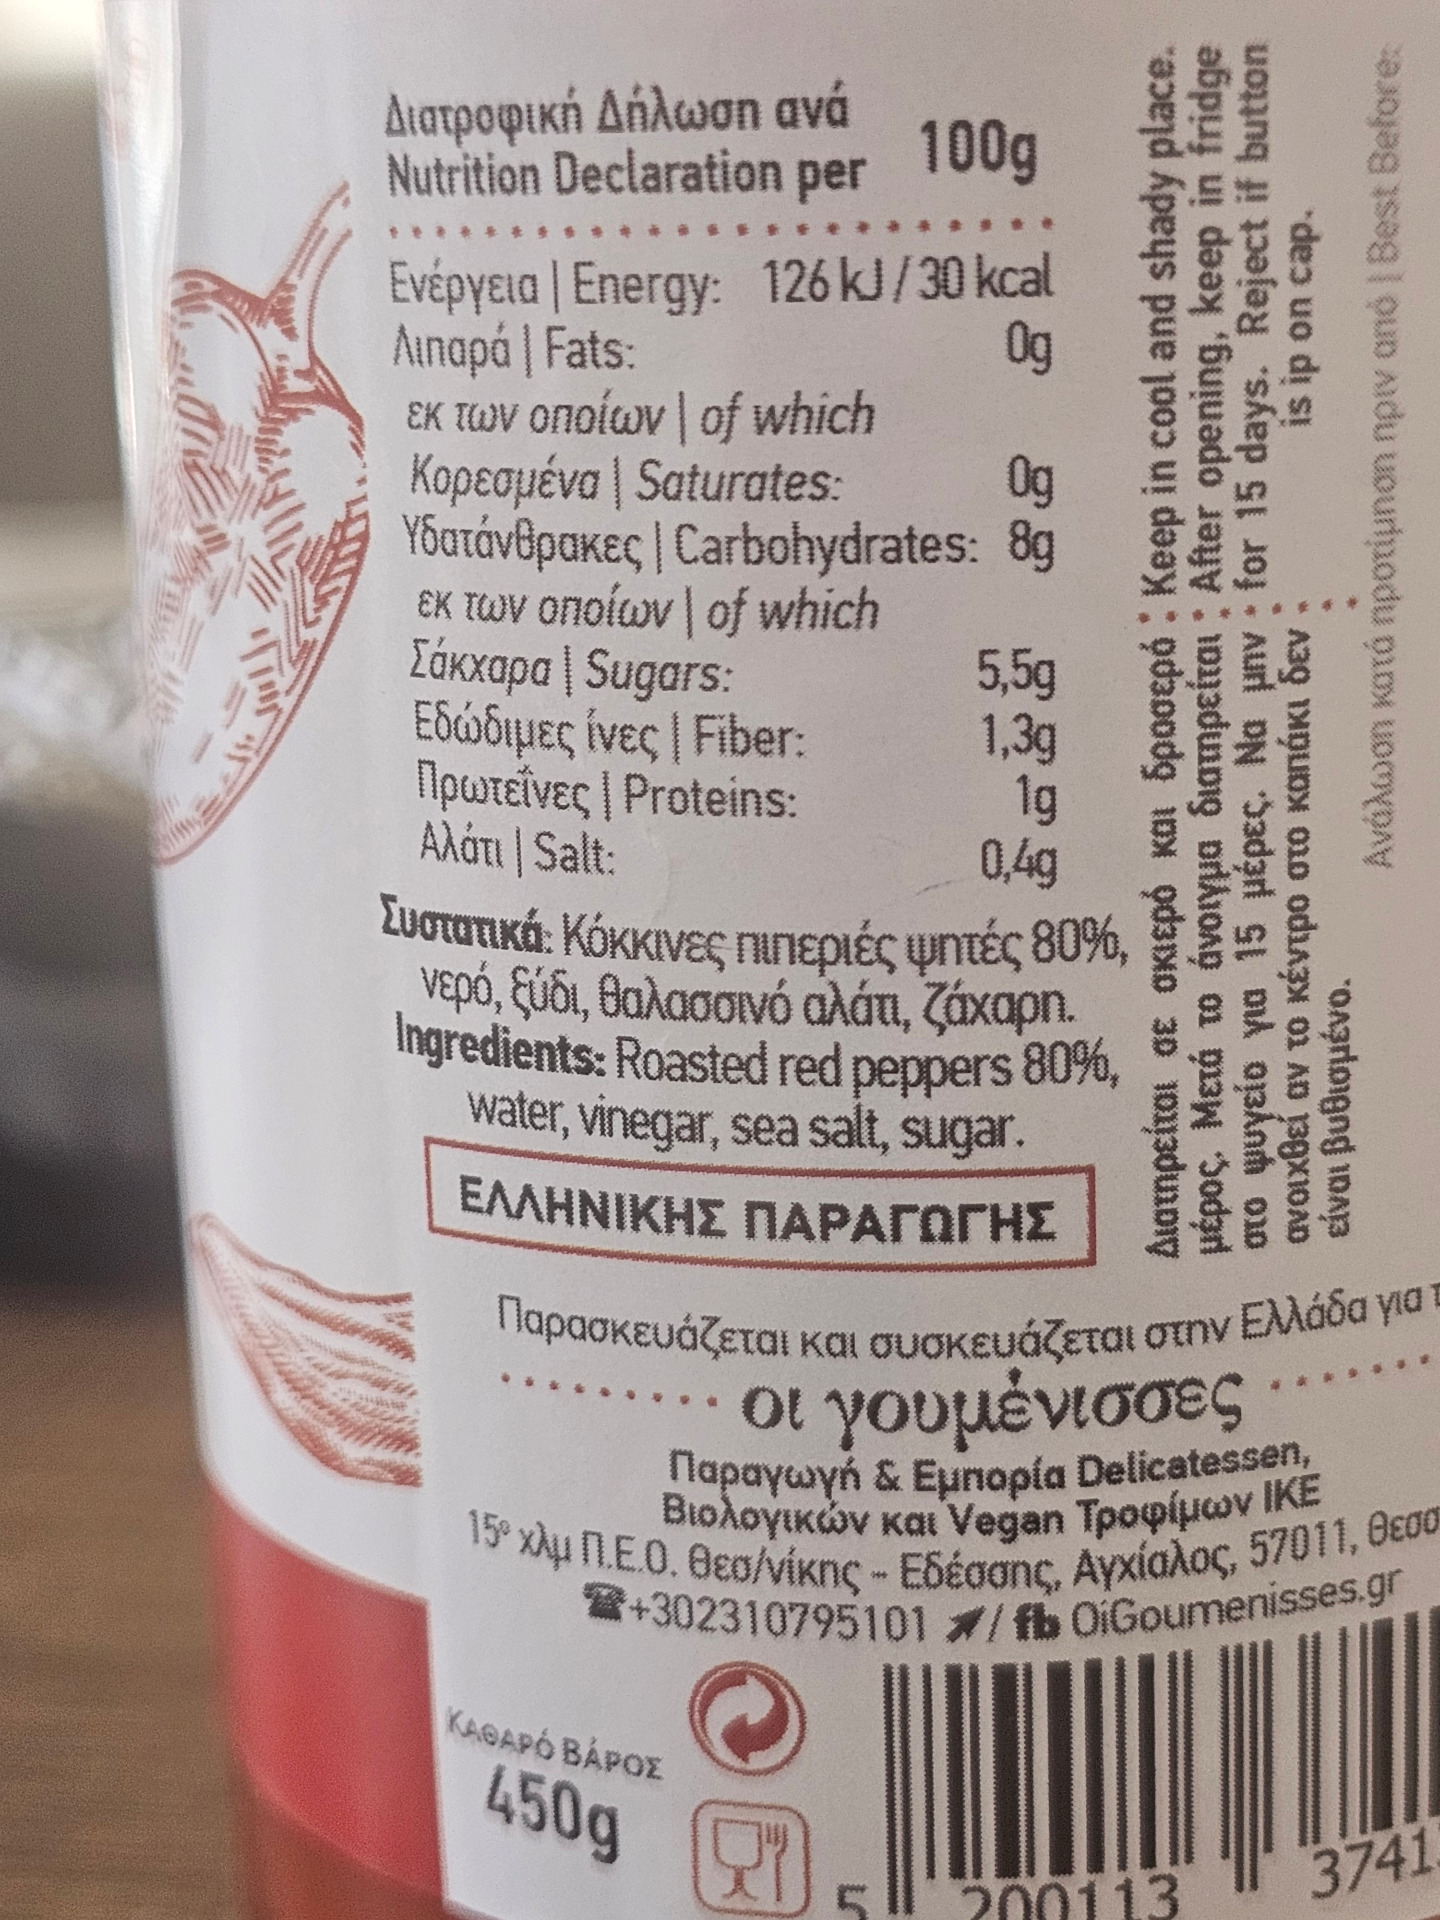 Διατροφική Δήλωση ανά
Nutrition Declaration per 100g
Ενέργεια | Energy: 126 kJ / 30 kcal
Λιπαρά | Fats: 0g
εκ των οποίων | of which
Κορεσμένα | Saturates: 0g
Υδατάνθρακες | Carbohydrates: 8g
εκ των οποίων | of which
Σάκχαρα | Sugars: 5,5g
Εδώδιμες ίνες | Fiber: 1,3g
Πρωτεΐνες | Proteins: 1g
Αλάτι | Salt: 0,4g
Συστατικά: Κόκκινες πιπεριές ψητές 80%,
νερό, ξύδι, θαλασσινό αλάτι, ζάχαρη.
Ingredients: Roasted red peppers 80%,
water, vinegar, sea salt, sugar.
ΕΛΛΗΝΙΚΗΣ ΠΑΡΑΓΩΓΗΣ
Παρασκευάζεται και συσκευάζεται στην Ελλάδα για
οι γουμένισσες
Παραγωγή & Εμπορία Delicatessen,
Βιολογικών και Vegan Τροφίμων ΙΚΕ
15º χλμ Π.Ε.Ο. Θεσ/νίκης - Εδέσσης, Αγχίαλος, 57011, Θεσσ
☎+302310795101 / fb OiGoumenisses.gr
ΚΑΘΑΡΌ ΒΆΡΟΣ
450g
5 200113 3741
Διατηρείται σε σκιερό και δροσερό
μέρος. Μετά το άνοιγμα διατηρείται
στο ψυγείο για 15 μέρες. Να μην
ανοιχθεί αν το κέντρο στο καπάκι δεν
είναι βυθισμένο.
Keep in cool and shady place.
After opening, keep in fridge
for 15 days. Reject if button
is ip on cap.
Ανάλωση κατά προτίμηση πριν από | Best Before: